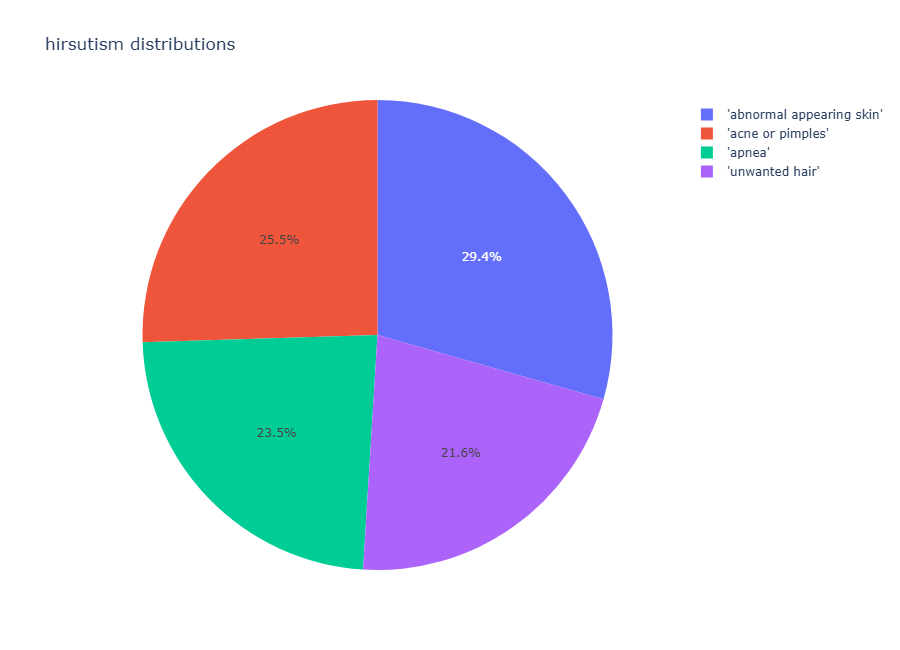 hirsutism distributions
'abnormal appearing skin'
'acne or pimples'
'apnea'
'unwanted hair'
25.5%
29.4%
23.5%
21.6%